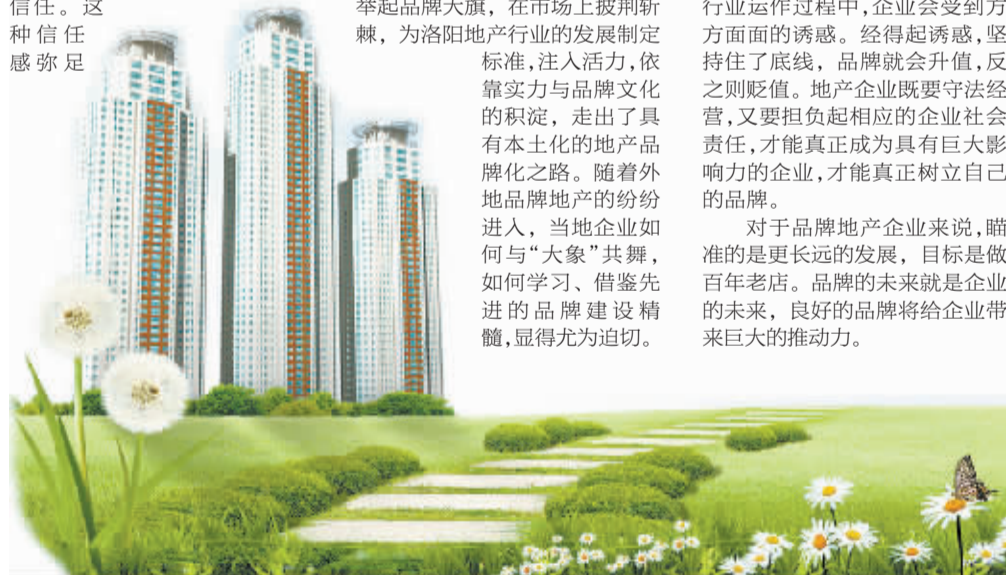 信任。这
种信任
感弥足
举起品牌大旗，在市场上披荆斩
棘，为洛阳地产行业的发展制定
标准，注入活力，依
靠实力与品牌文化
的积淀，走出了具
有本土化的地产品
牌化之路。随着外
地品牌地产的纷纷
进入，当地企业如
何与“大象”共舞，
如何学习、借鉴先
进的品牌建设精
髓，显得尤为迫切。
行业运作过程中，企业会受到方
方面面的诱惑。经得起诱惑，坚
持住了底线，品牌就会升值，反
之则贬值。地产企业既要守法经
营，又要担负起相应的企业社会
责任，才能真正成为具有巨大影
响力的企业，才能真正树立自己
的品牌。
对于品牌地产企业来说，瞄
准的是更长远的发展，目标是做
百年老店。品牌的未来就是企业
的未来，良好的品牌将给企业带
来巨大的推动力。